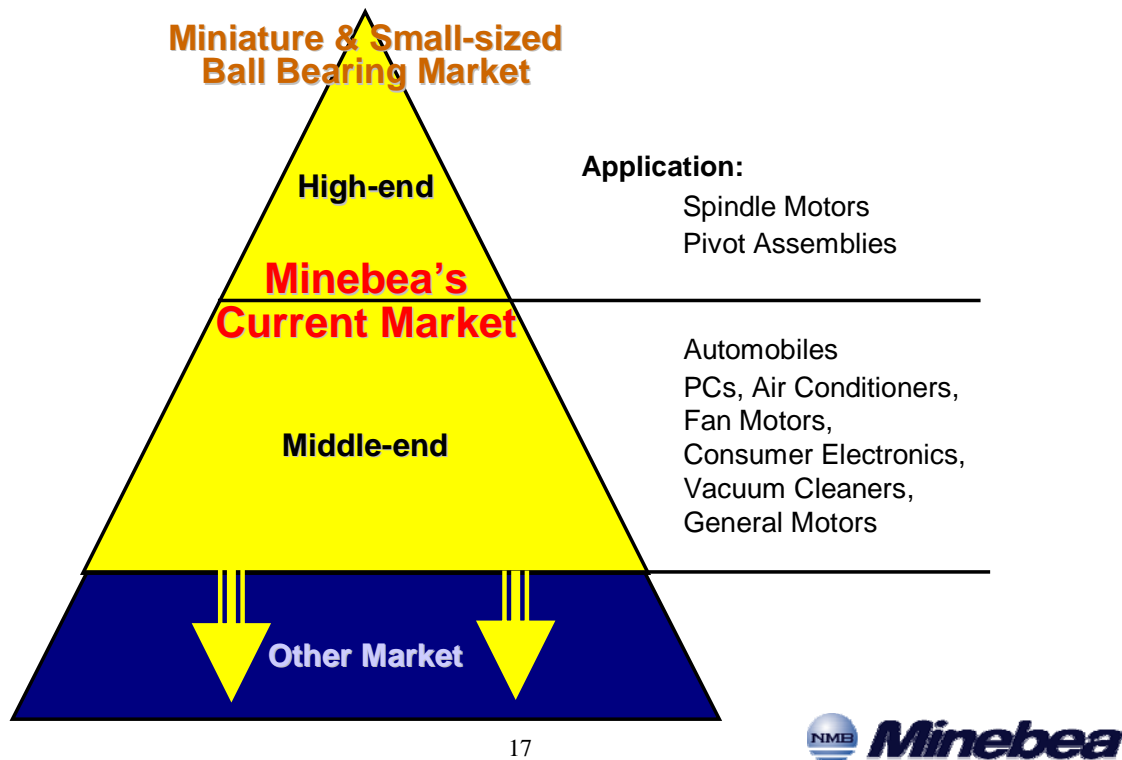 Miniature & Small-sized
Ball Bearing Market
High-end
Application:
Spindle Motors
Pivot Assemblies
Minebea's
Current Market
Automobiles
PCs, Air Conditioners,
Fan Motors,
Consumer Electronics,
Vacuum Cleaners,
General Motors
Middle-end
Other Market
17
NMB Minebea